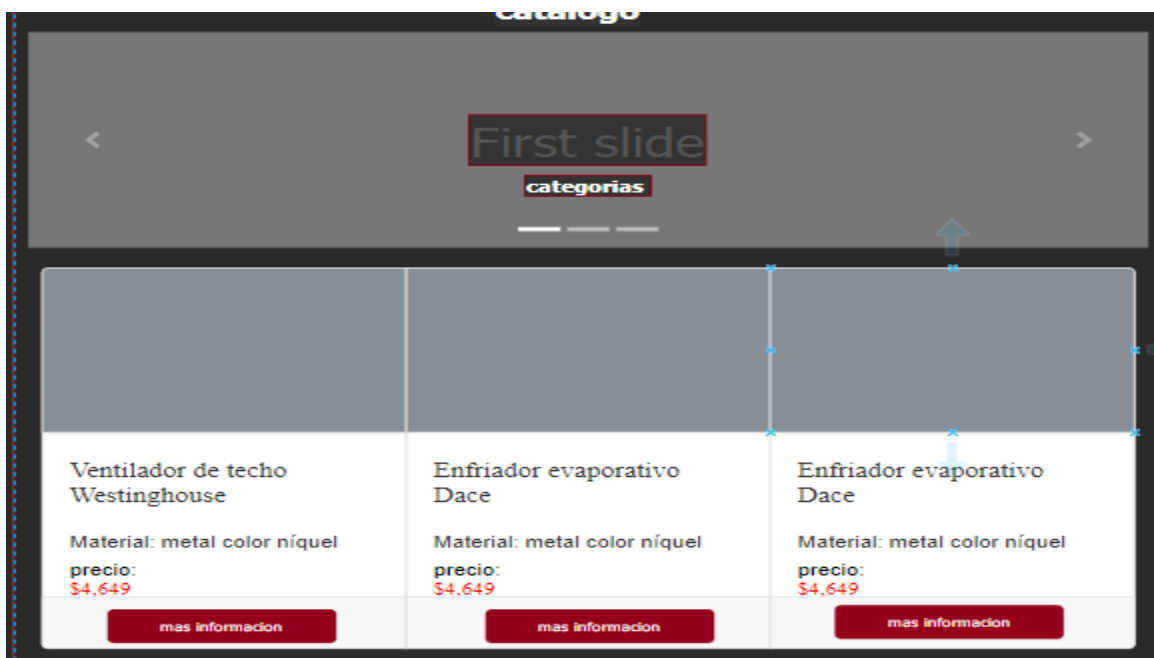 catalogo
First slide
categorias
Ventilador de techo
Westinghouse
Material: metal color níquel
precio:
$4,649
mas informacion
Enfriador evaporativo
Dace
Material: metal color níquel
precio:
$4,649
mas informacion
Enfriador evaporativo
Dace
Material: metal color níquel
precio:
$4,649
mas informacion